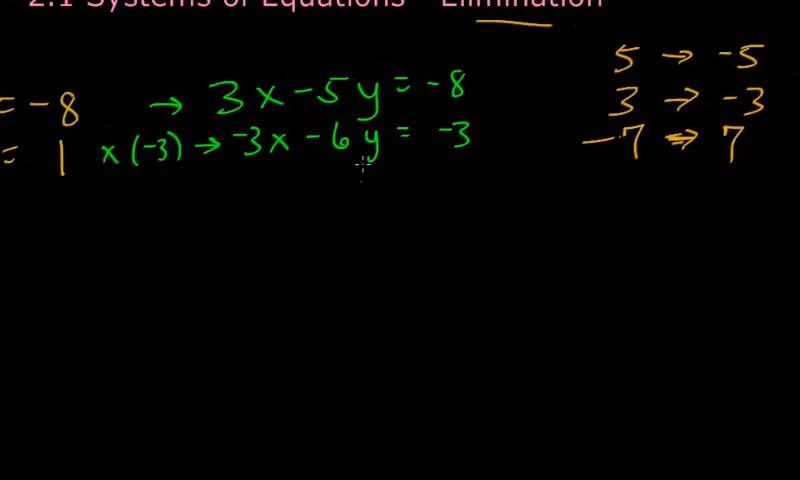 2.1 Systems of Equations - Elimination
= -8 → 3x - 5y = -8
= 1 x (-3) → -3x - 6y = -3
5 → -5
3 → -3
-7 → 7